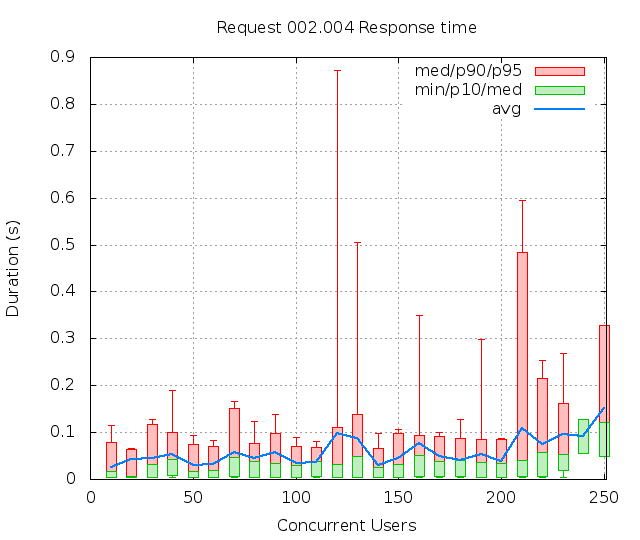 Request 002.004 Response time
0.9
0.8
0.7
0.6
0.5
0.4
0.3
0.2
0.1
0
Duration (s)
med/p90/p95
min/p10/med
avg
0 50 100 150 200 250
Concurrent Users